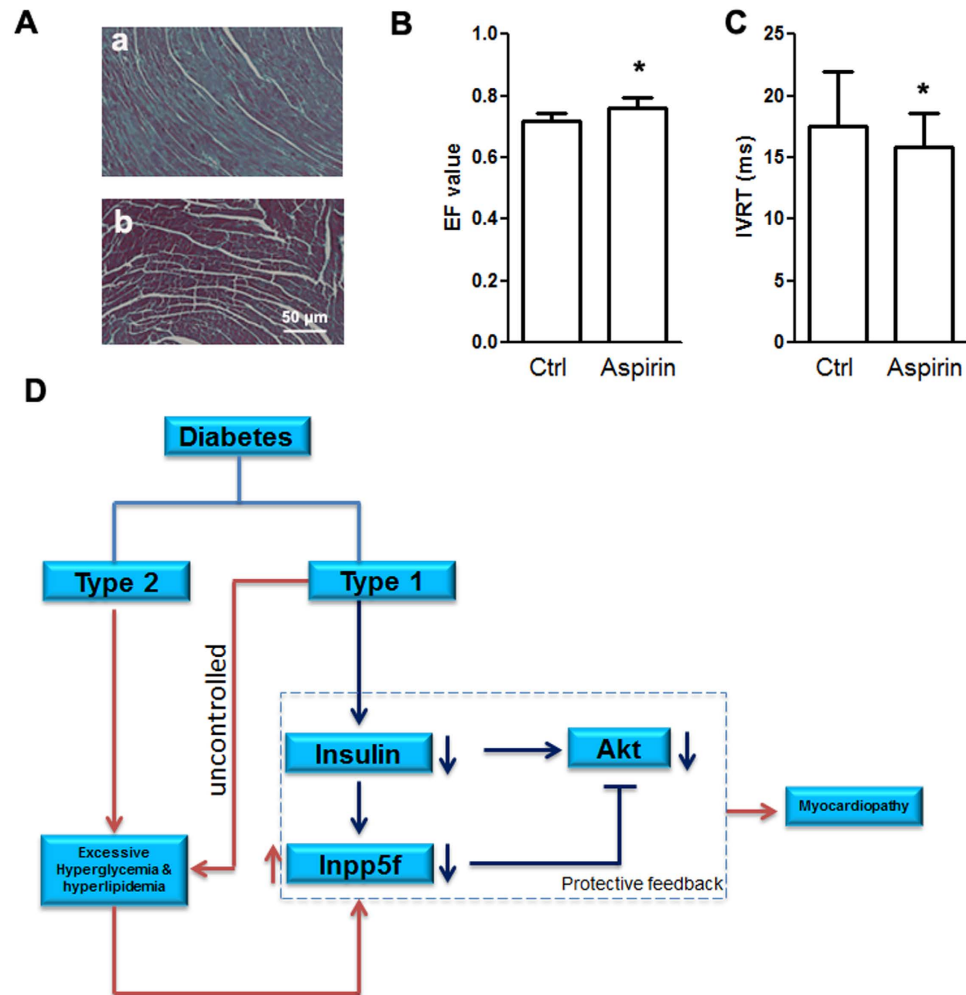 A
a
b
50 µm
B
EF value
1.0
0.8
0.6
0.4
0.2
0.0
*
Ctrl
Aspirin
C
IVRT (ms)
25
20
15
10
5
0
*
Ctrl
Aspirin
D
Diabetes
Type 2
Type 1
uncontrolled
Insulin
Akt
Myocardiopathy
Excessive
Hyperglycemia &
hyperlipidemia
Inpp5f
Protective feedback